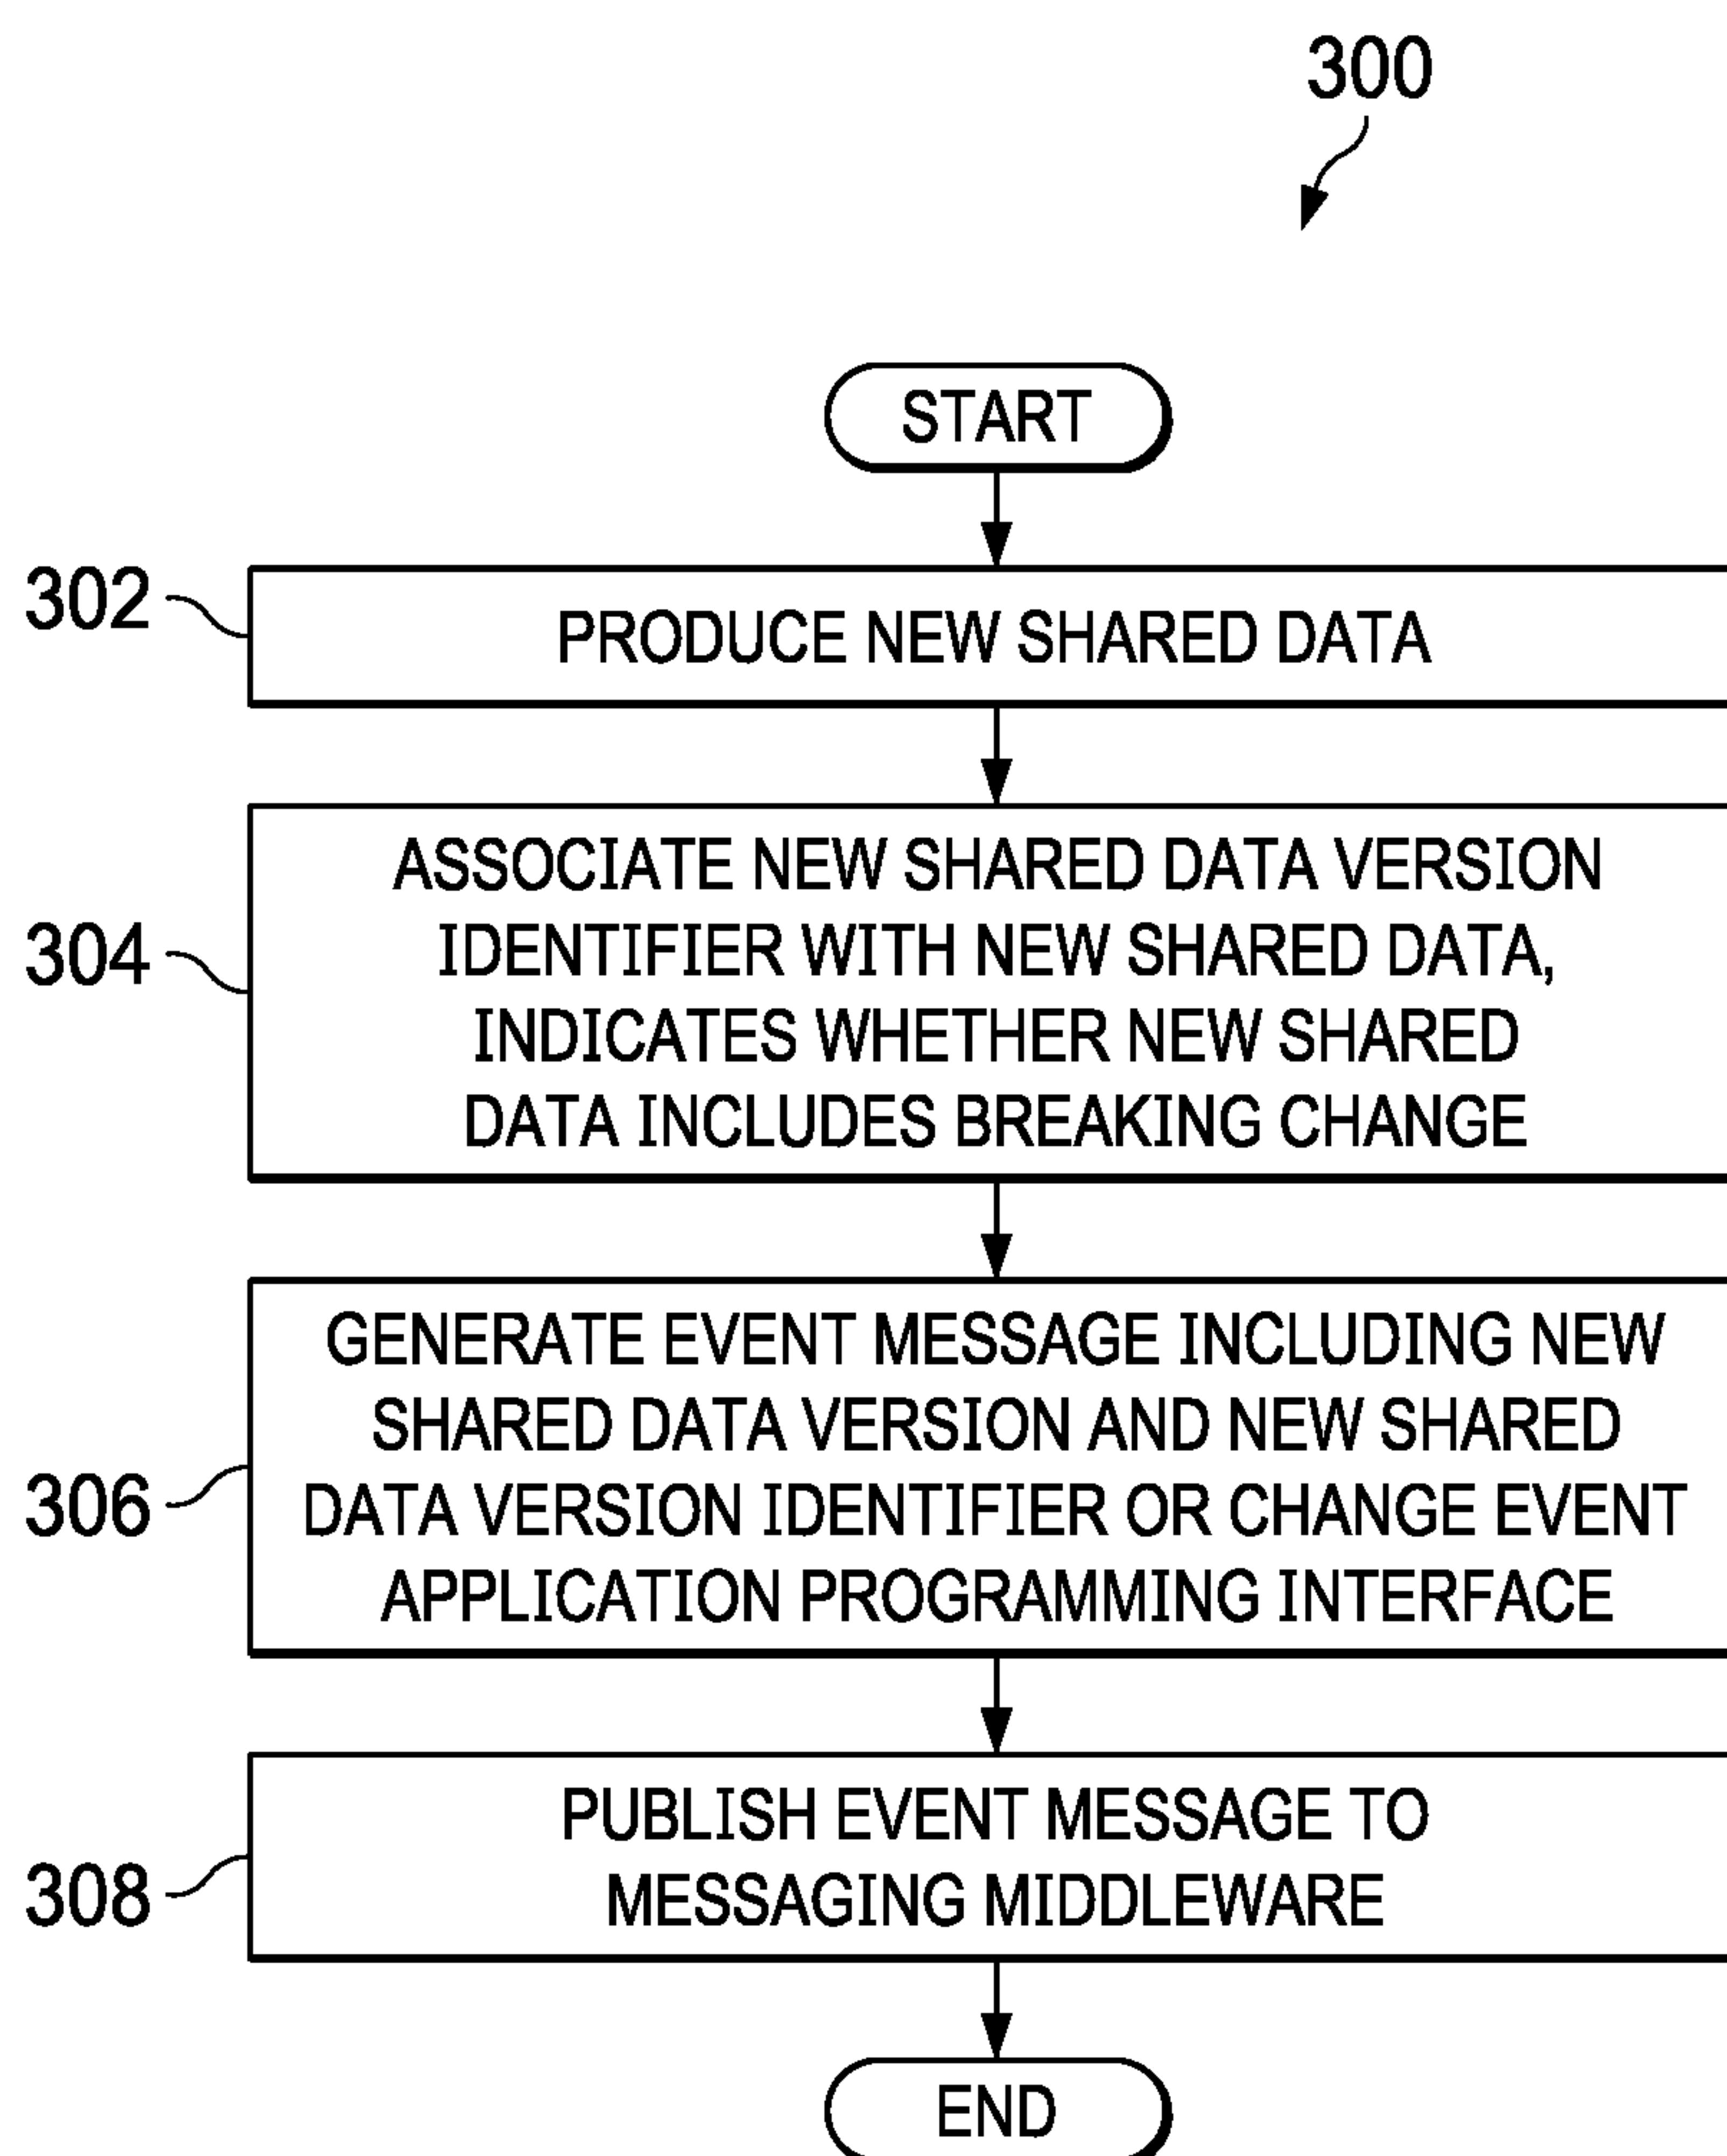 300
START
302
PRODUCE NEW SHARED DATA
304
ASSOCIATE NEW SHARED DATA VERSION
IDENTIFIER WITH NEW SHARED DATA,
INDICATES WHETHER NEW SHARED
DATA INCLUDES BREAKING CHANGE
306
GENERATE EVENT MESSAGE INCLUDING NEW
SHARED DATA VERSION AND NEW SHARED
DATA VERSION IDENTIFIER OR CHANGE EVENT
APPLICATION PROGRAMMING INTERFACE
308
PUBLISH EVENT MESSAGE TO
MESSAGING MIDDLEWARE
END